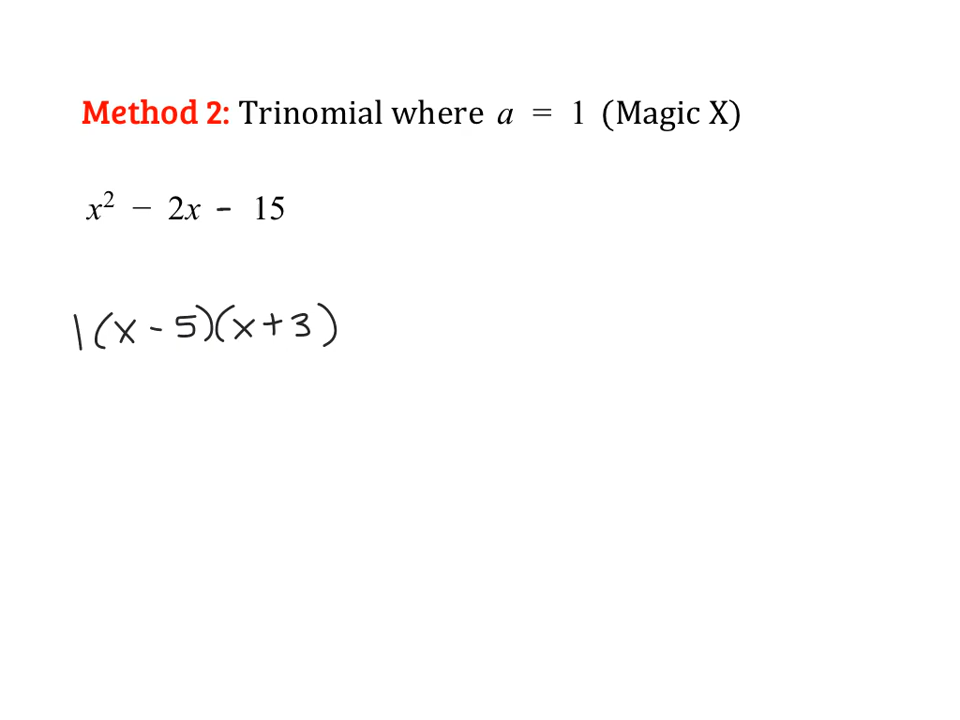 Method 2: Trinomial where a = 1 (Magic X)
x² − 2x − 15
1(x − 5)(x + 3)